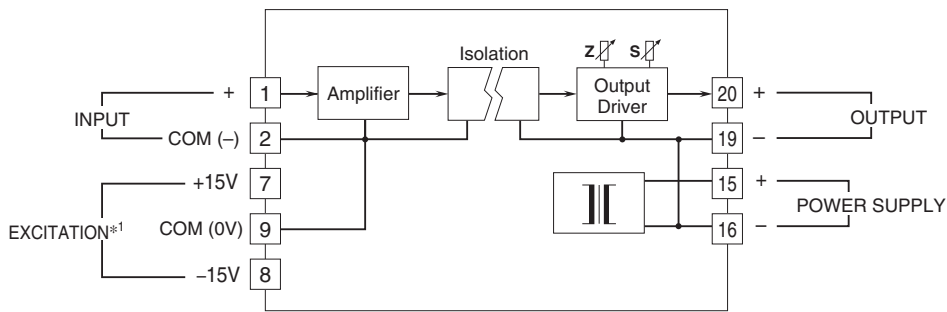 Isolation
Z S
INPUT
+ 1
Amplifier
Output
Driver
20 +
OUTPUT
COM (–) 2
19 –
+15V 7
15 +
POWER SUPPLY
EXCITATION*1
COM (0V) 9
16 –
–15V 8